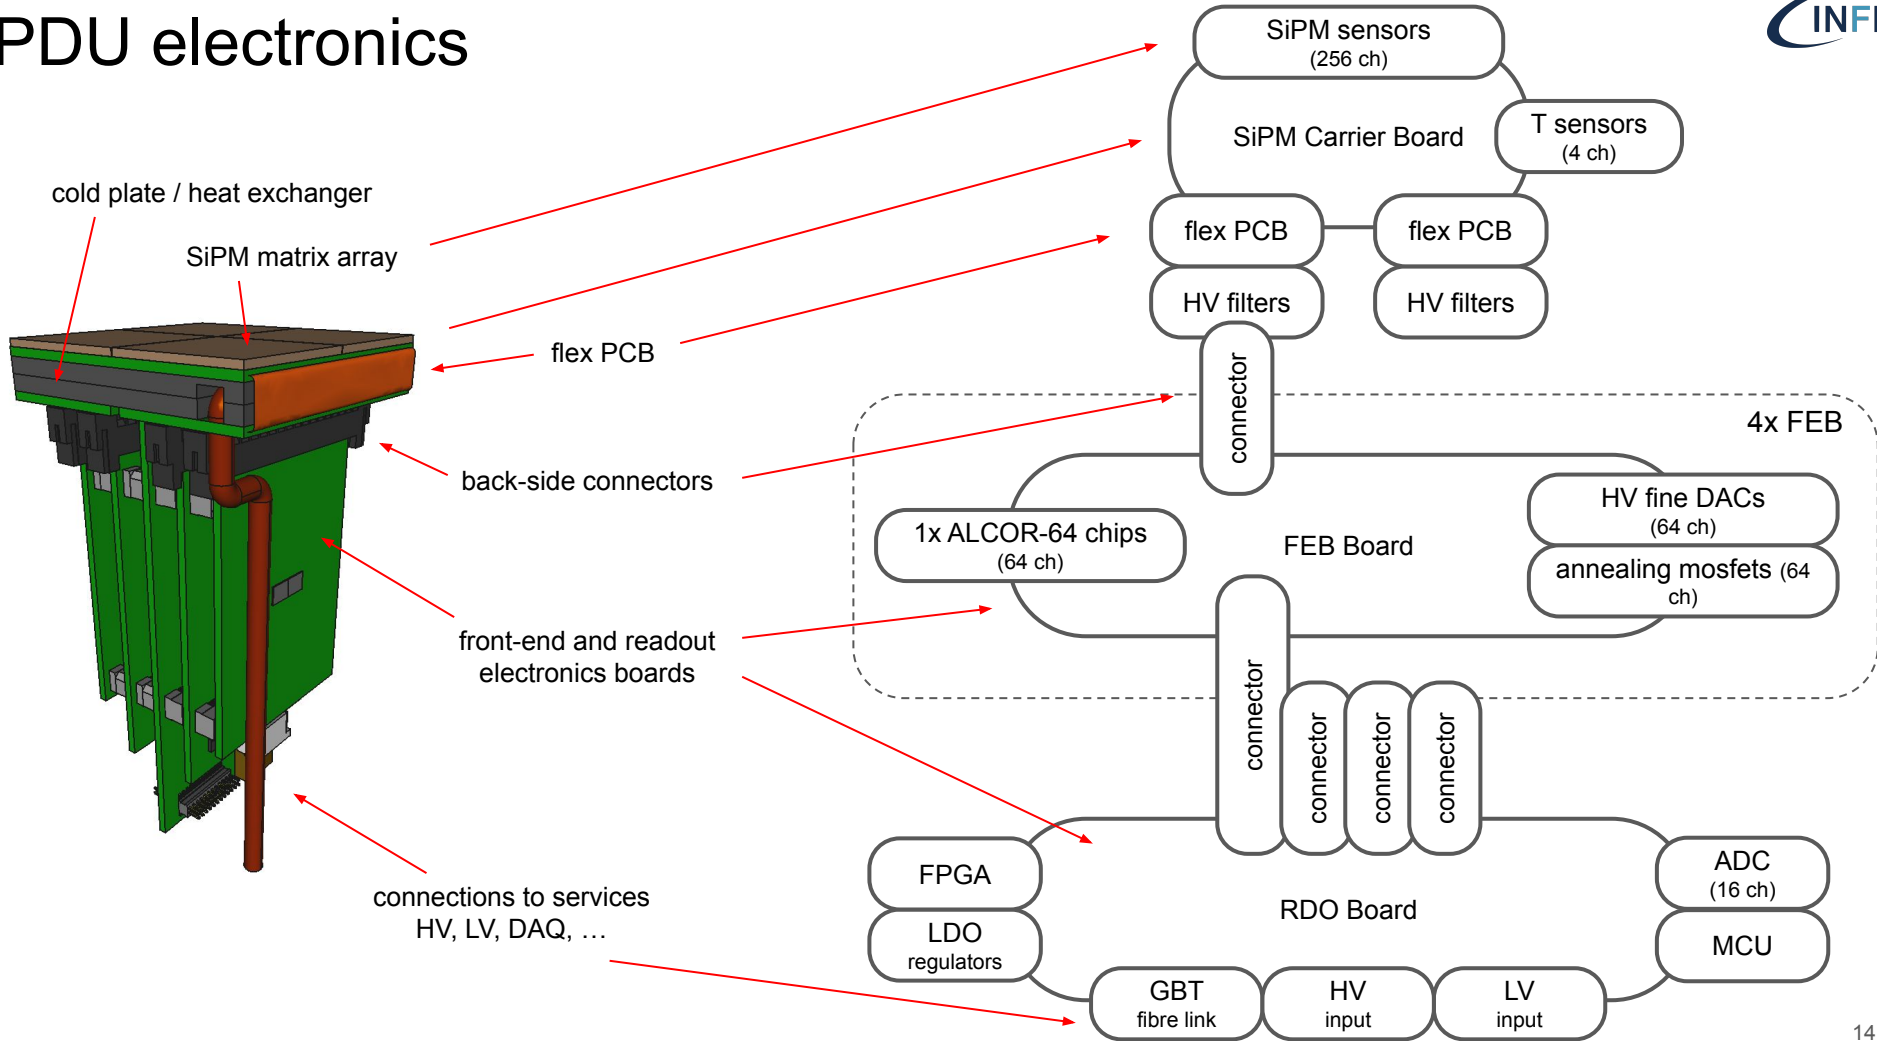 PDU electronics
INF
SiPM sensors
(256 ch)
SiPM Carrier Board
T sensors
(4 ch)
cold plate / heat exchanger
SiPM matrix array
flex PCB
flex PCB
HV filters
HV filters
flex PCB
connector
4x FEB
back-side connectors
HV fine DACs
(64 ch)
1x ALCOR-64 chips
(64 ch)
FEB Board
annealing mosfets (64
ch)
front-end and readout
electronics boards
connector
connector
connector
connector
FPGA
ADC
(16 ch)
connections to services
HV, LV, DAQ, …
RDO Board
LDO
regulators
MCU
GBT
fibre link
HV
input
LV
input
14